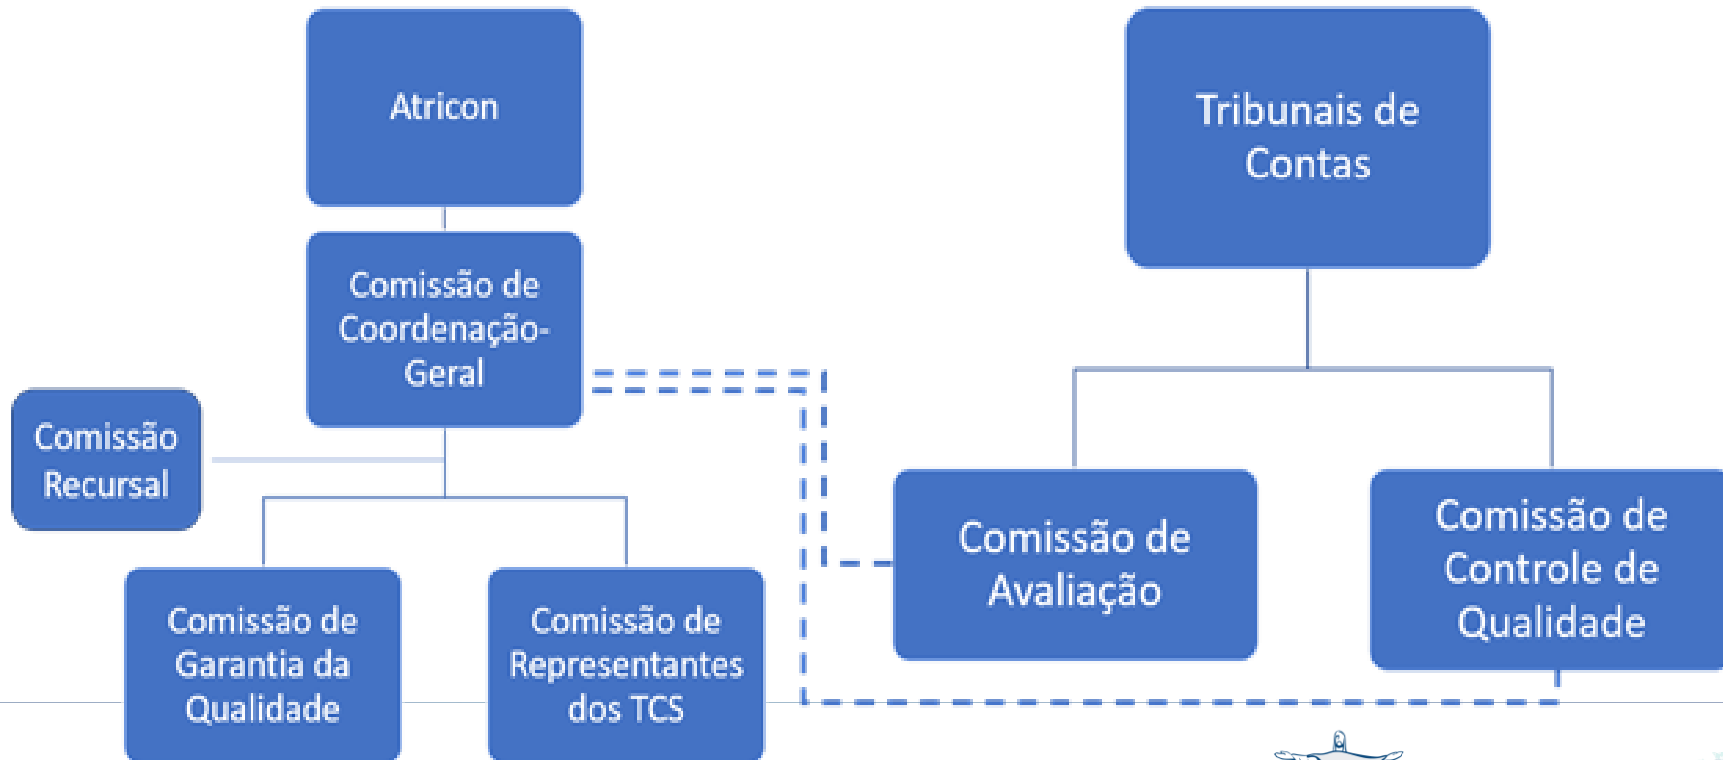 Atricon
Tribunais de
Contas
Comissão de
Coordenação-
Geral
Comissão
Recursal
Comissão de
Avaliação
Comissão de
Controle de
Qualidade
Comissão de
Garantia da
Qualidade
Comissão de
Representantes
dos TCS